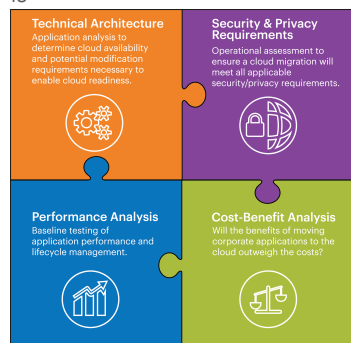 Technical Architecture
Application analysis to
determine cloud availability
and potential modification
requirements necessary to
enable cloud readiness.
Security & Privacy
Requirements
Operational assessment to
ensure a cloud migration will
meet all applicable
security/privacy requirements.
Performance Analysis
Baseline testing of
application performance and
lifecycle management.
Cost-Benefit Analysis
Will the benefits of moving
corporate applications to the
cloud outweigh the costs?